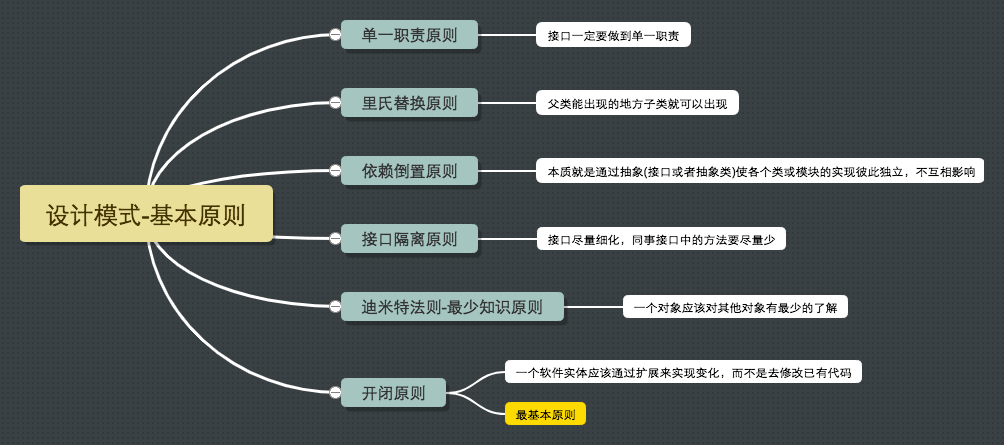 单一职责原则
接口一定要做到单一职责
里氏替换原则
父类能出现的地方子类就可以出现
依赖倒置原则
本质就是通过抽象(接口或者抽象类)使各个类或模块的实现彼此独立，不互相影响
设计模式-基本原则
接口隔离原则
接口尽量细化，同事接口中的方法要尽量少
迪米特法则-最少知识原则
一个对象应该对其他对象有最少的了解
开闭原则
一个软件实体应该通过扩展来实现变化，而不是去修改已有代码
最基本原则